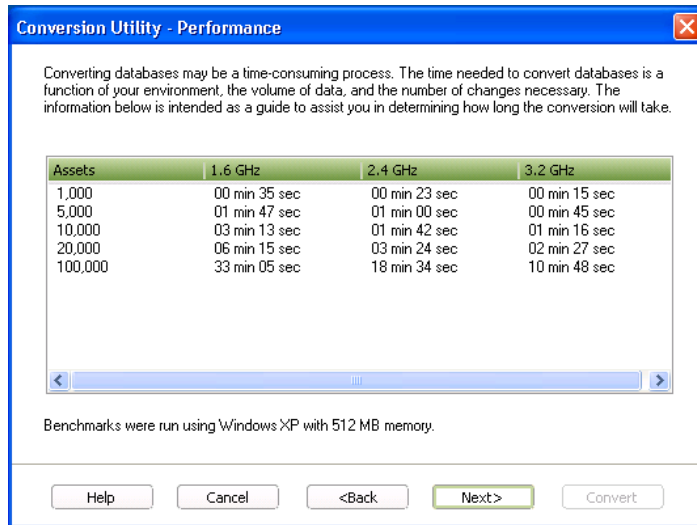 Conversion Utility - Performance
Converting databases may be a time-consuming process. The time needed to convert databases is a
function of your environment, the volume of data, and the number of changes necessary. The
information below is intended as a guide to assist you in determining how long the conversion will take.
Assets 1.6 GHz 2.4 GHz 3.2 GHz
1,000 00 min 35 sec 00 min 23 sec 00 min 15 sec
5,000 01 min 47 sec 01 min 00 sec 00 min 45 sec
10,000 03 min 13 sec 01 min 42 sec 01 min 16 sec
20,000 06 min 15 sec 03 min 24 sec 02 min 27 sec
100,000 33 min 05 sec 18 min 34 sec 10 min 48 sec
Benchmarks were run using Windows XP with 512 MB memory.
Help Cancel <Back Next> Convert